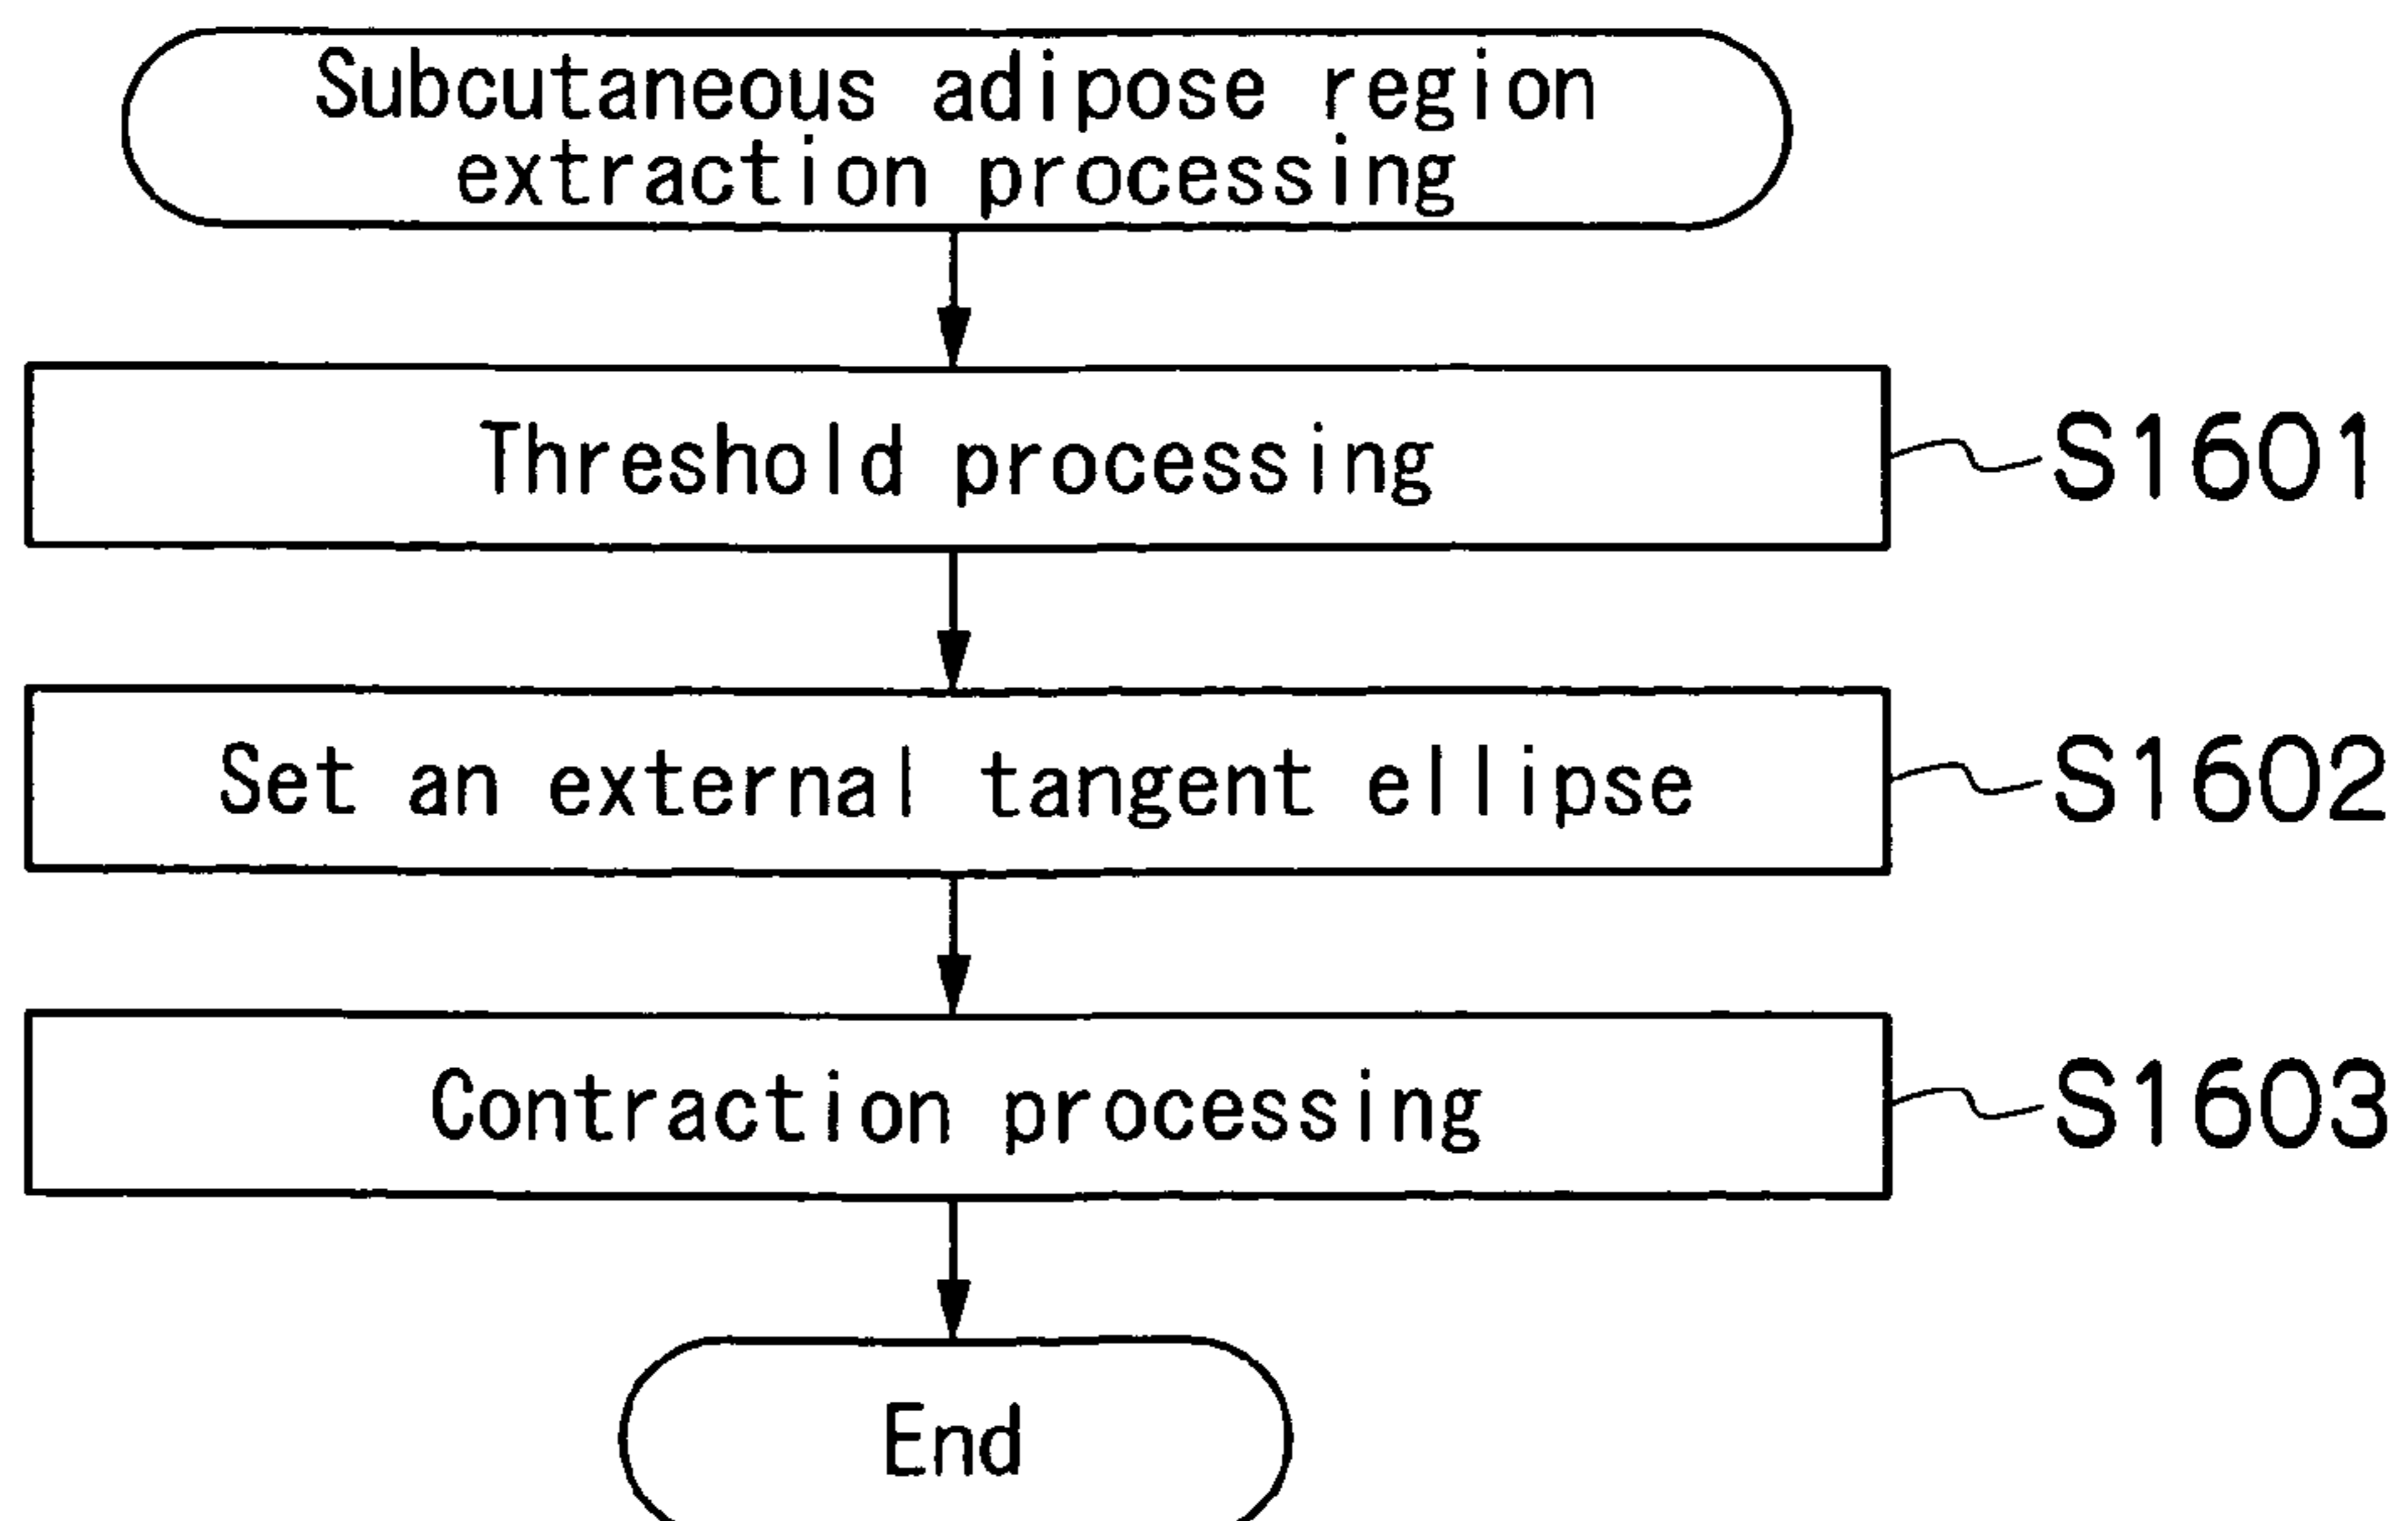 Subcutaneous adipose region
extraction processing
Threshold processing
S1601
Set an external tangent ellipse
S1602
Contraction processing
S1603
End